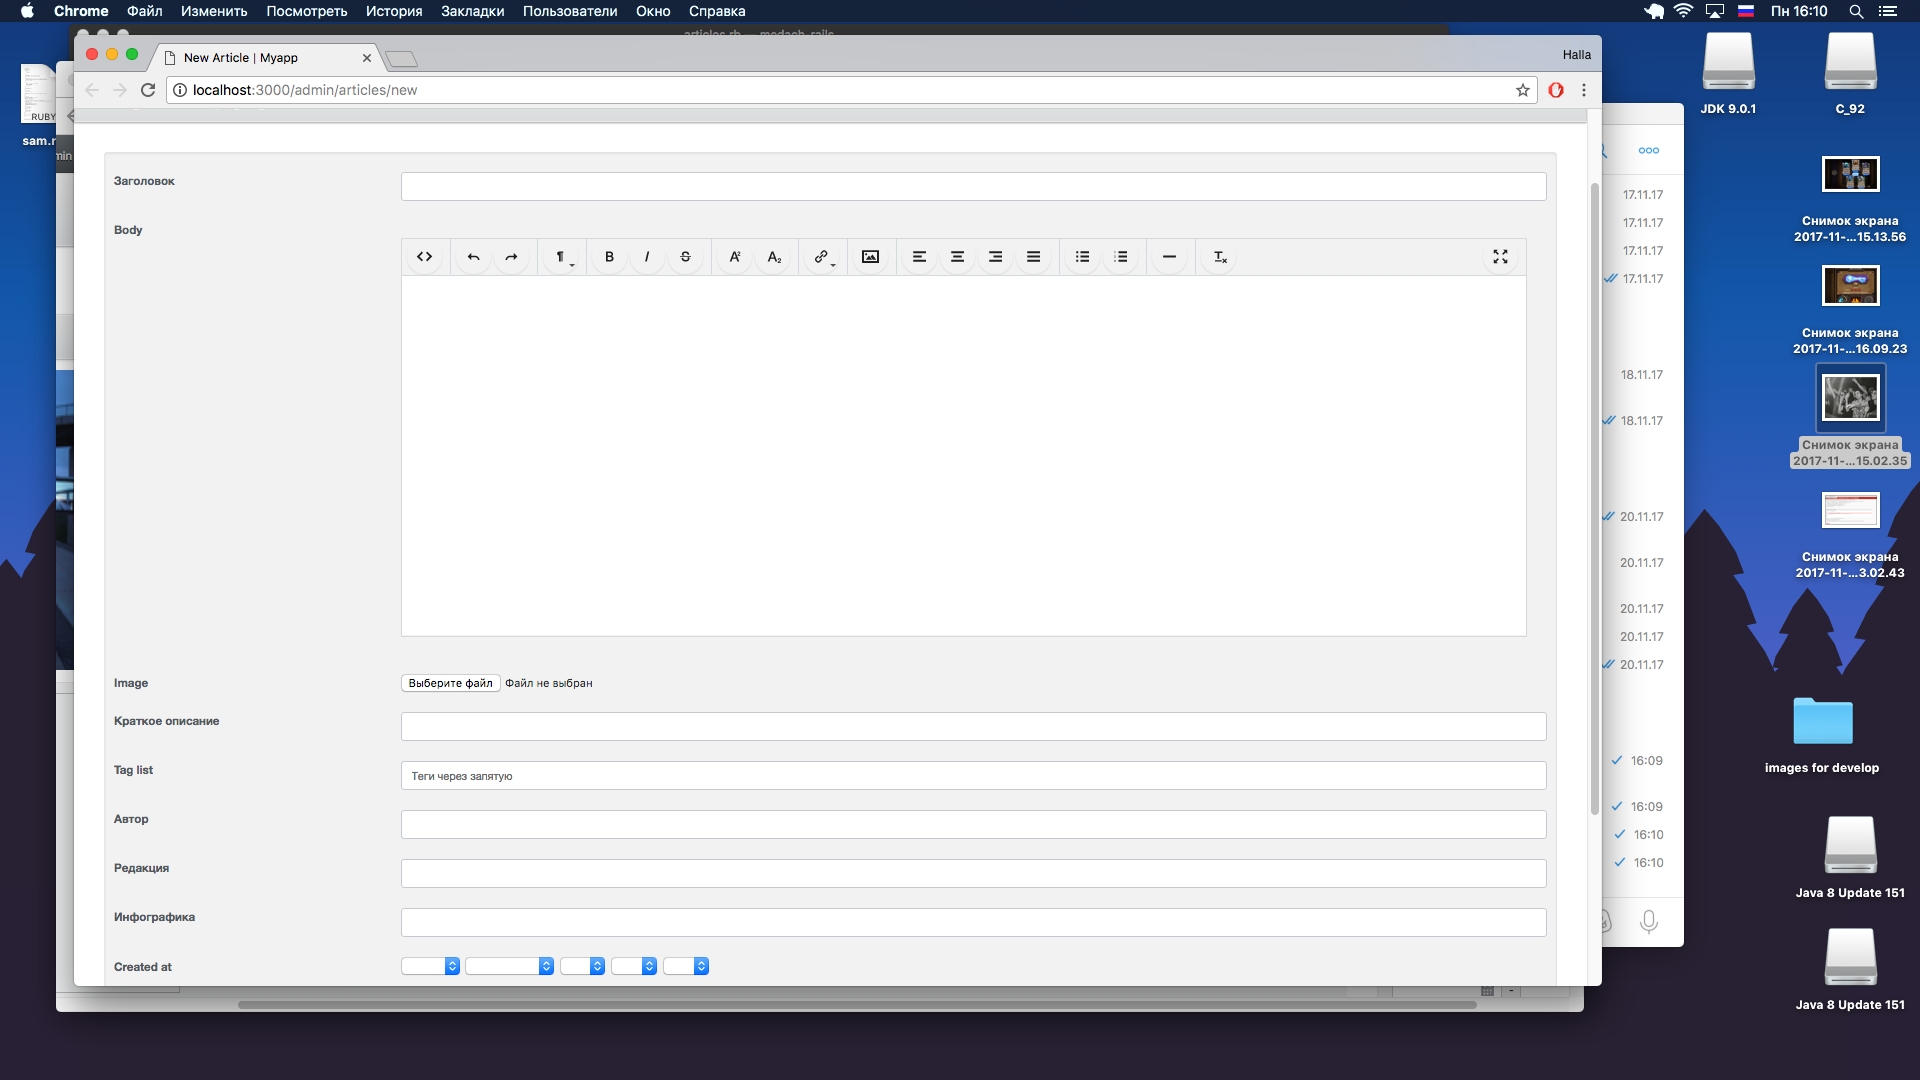 Chrome Файл Изменить Посмотреть История Закладки Пользователи Окно Справка
Пн 16:10
articles.rb — medach_rails
New Article | Myapp
Halla
localhost:3000/admin/articles/new
RUBY
sam.r
min
Заголовок
Body
Image
Выберите файл Файл не выбран
Краткое описание
Tag list
Теги через запятую
Автор
Редакция
Инфографика
Created at
17.11.17
17.11.17
17.11.17
17.11.17
18.11.17
18.11.17
20.11.17
20.11.17
20.11.17
20.11.17
20.11.17
16:09
16:09
16:10
16:10
JDK 9.0.1
C_92
Снимок экрана
2017-11-...15.13.56
Снимок экрана
2017-11-...16.09.23
Снимок экрана
2017-11-...15.02.35
Снимок экрана
2017-11-...3.02.43
images for develop
Java 8 Update 151
Java 8 Update 151